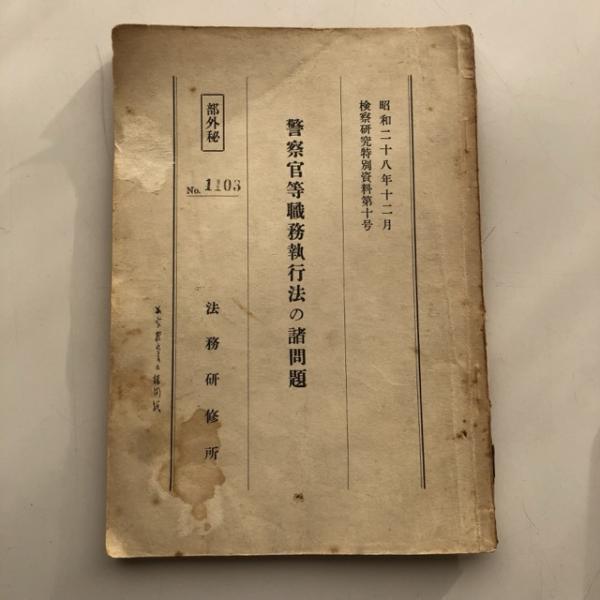 昭和二十八年十二月
検察研究特別資料第十号
警察官等職務執行法の諸問題
部外秘
No. 1103
法務研修所